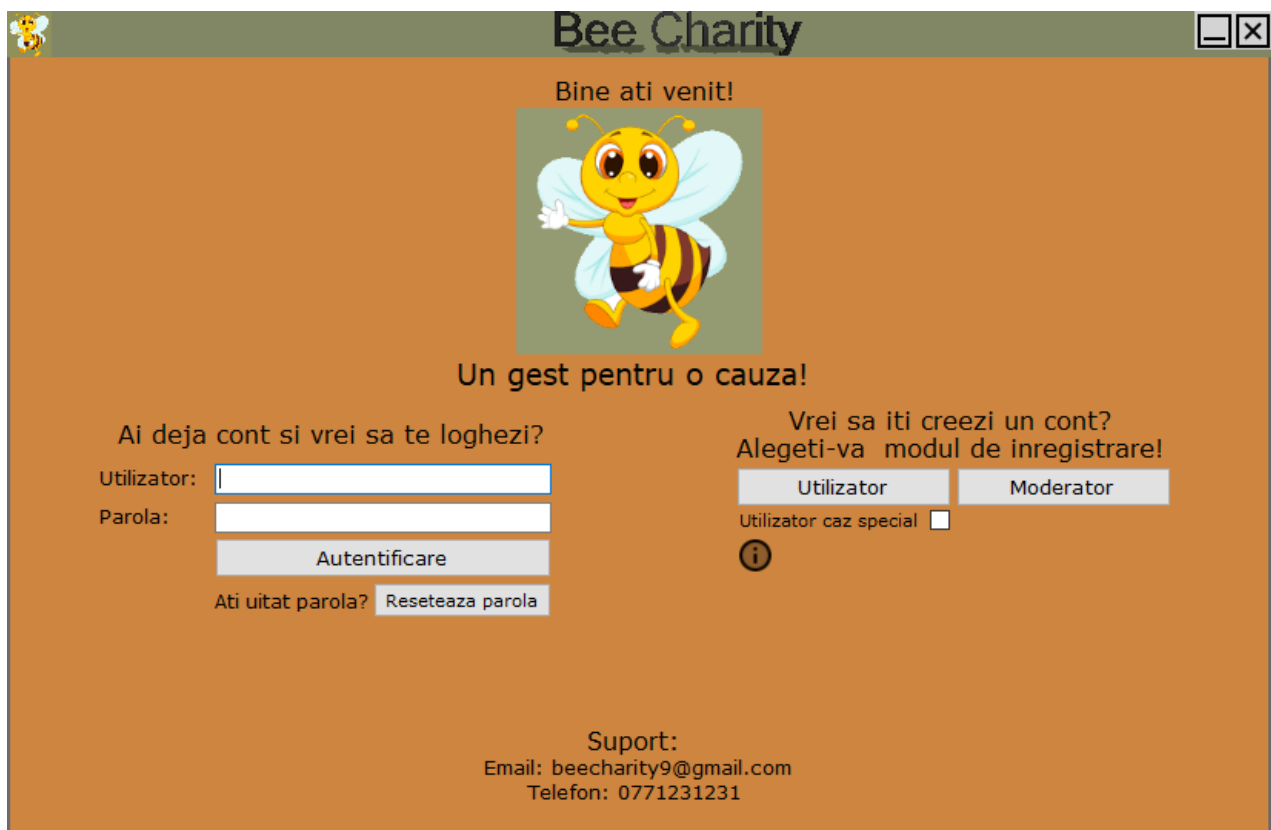 Bee Charity
Bine ati venit!
Un gest pentru o cauza!
Ai deja cont si vrei sa te loghezi?
Utilizator:
Parola:
Autentificare
Ati uitat parola? Reseteaza parola
Vrei sa iti creezi un cont?
Alegeti-va  modul de inregistrare!
Utilizator Moderator
Utilizator caz special
Suport:
Email: beecharity9@gmail.com
Telefon: 0771231231